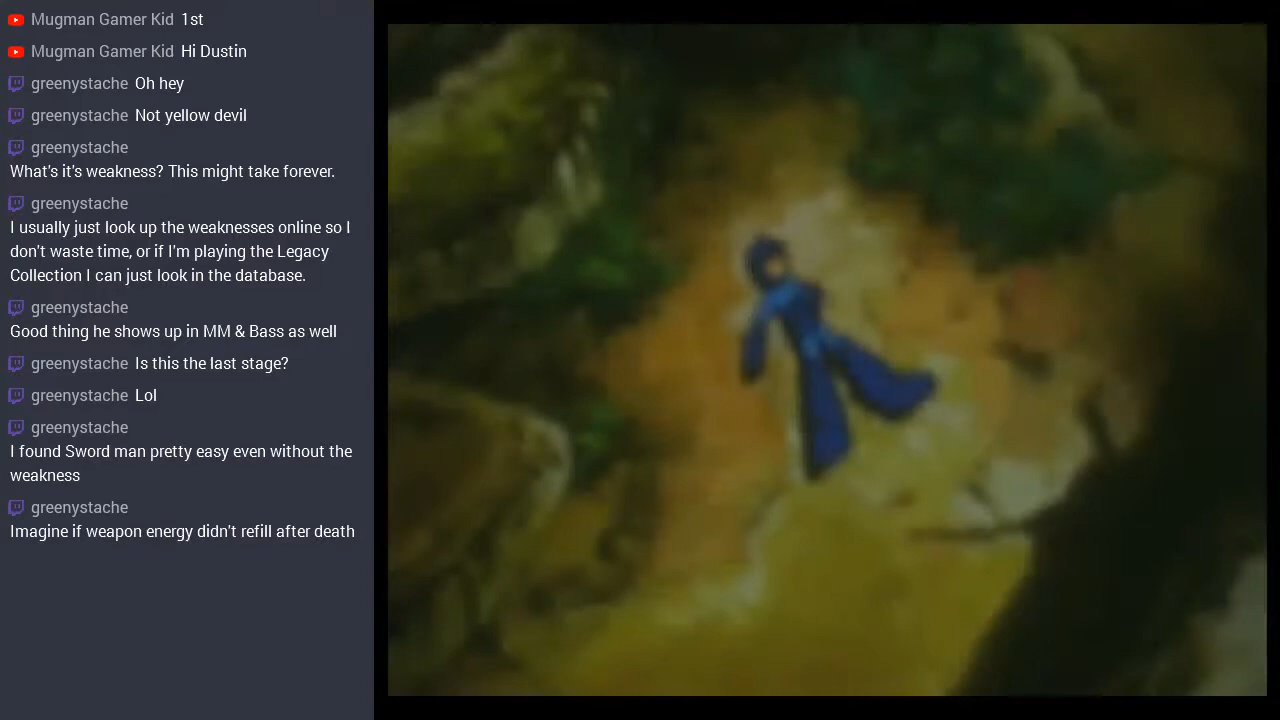 Mugman Gamer Kid 1st
Mugman Gamer Kid Hi Dustin
greenystache Oh hey
greenystache Not yellow devil
greenystache
What's it's weakness? This might take forever.
greenystache
I usually just look up the weaknesses online so I
don't waste time, or if I'm playing the Legacy
Collection I can just look in the database.
greenystache
Good thing he shows up in MM & Bass as well
greenystache Is this the last stage?
greenystache Lol
greenystache
I found Sword man pretty easy even without the
weakness
greenystache
Imagine if weapon energy didn't refill after death